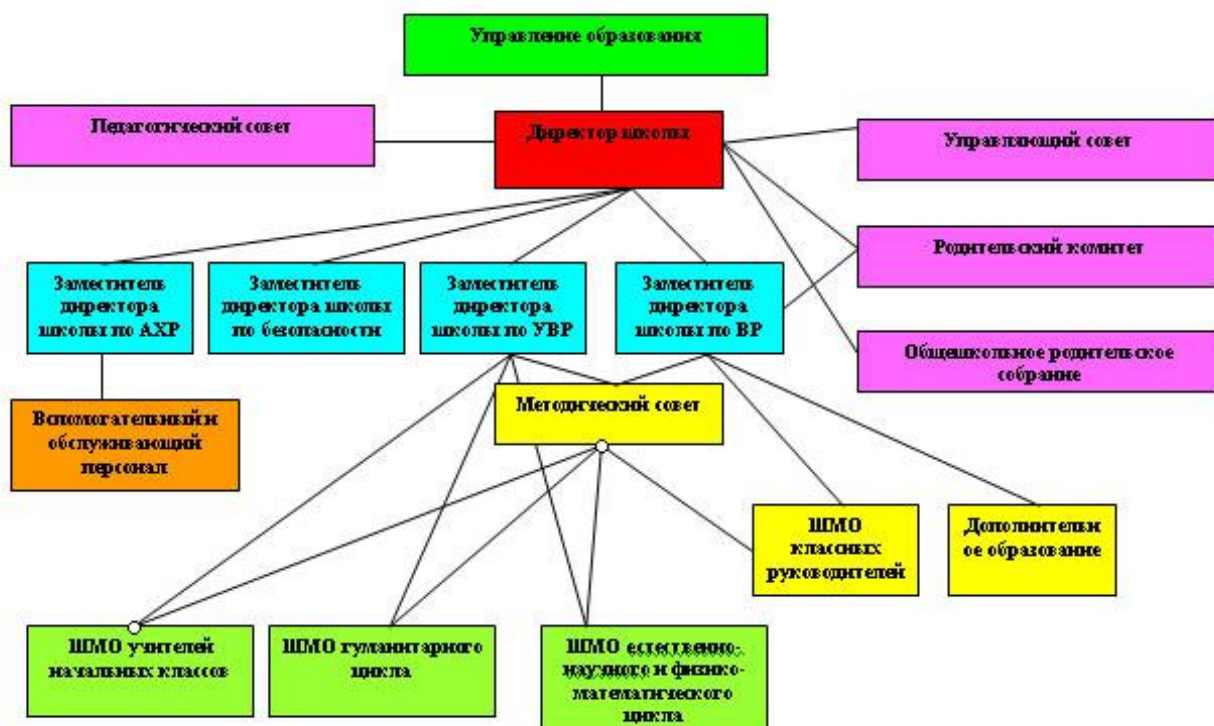 Управление образования
Педагогический совет
Директор школы
Управляющий совет
Родительский комитет
Заместитель
директора
школы по АХР
Заместитель
директора школы
по безопасности
Заместитель
директора
школы по УВР
Заместитель
директора
школы по ВР
Общешкольное родительское
собрание
Вспомогательный и
обслуживающий
персонал
Методический совет
ШМО
классных
руководителей
Дополнительн
ое образование
ШМО учителей
начальных классов
ШМО гуманитарного
цикла
ШМО естественно-
научного и физико-
математического
цикла